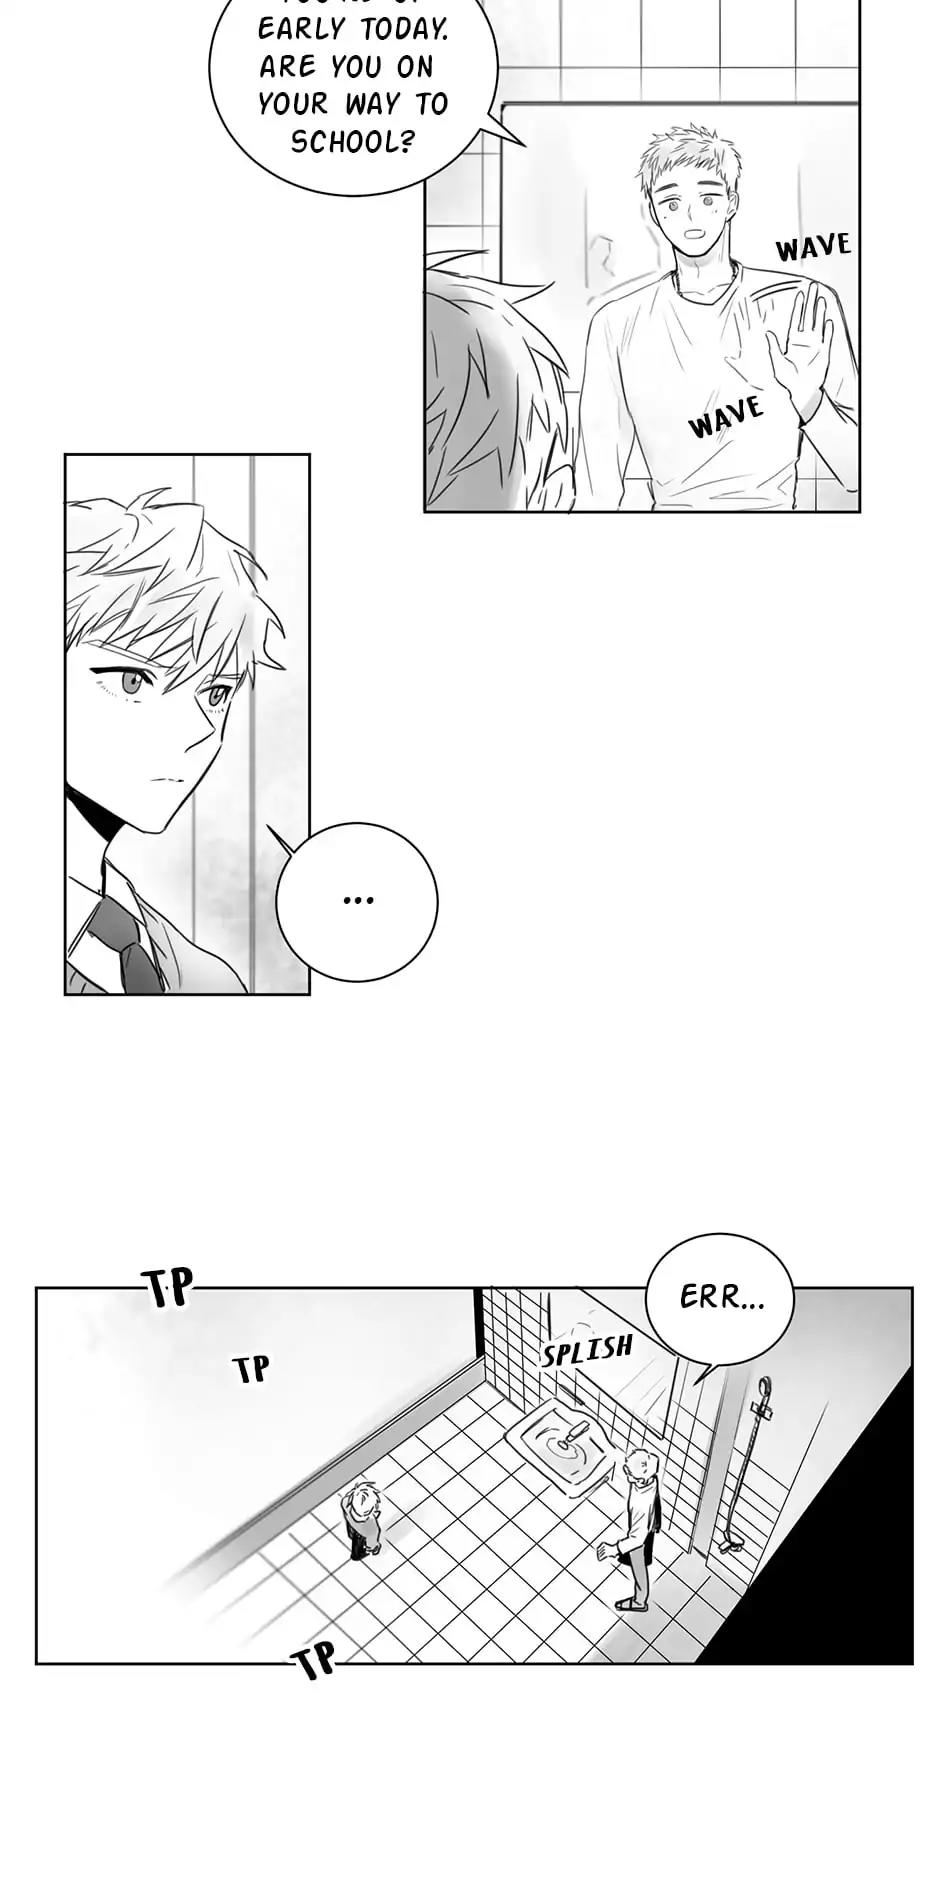 EARLY TODAY.
ARE YOU ON
YOUR WAY TO
SCHOOL?
WAVE
WAVE
...
TP
ERR...
SPLISH
TP
TP